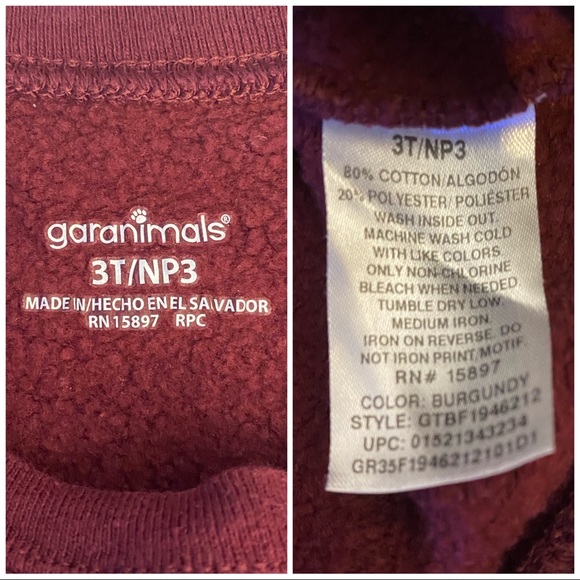 garanimals®
3T/NP3
MADE IN/HECHO EN EL SALVADOR
RN 15897 RPC
3T/NP3
80% COTTON/ALGODÓN
20% POLYESTER/POLIÉSTER
WASH INSIDE OUT.
MACHINE WASH COLD
WITH LIKE COLORS.
ONLY NON-CHLORINE
BLEACH WHEN NEEDED.
TUMBLE DRY LOW.
MEDIUM IRON.
IRON ON REVERSE. DO
NOT IRON PRINT/MOTIF.
RN# 15897
COLOR: BURGUNDY
STYLE: GTBF1946212
UPC: 01521343234
GR35F1946212101D1